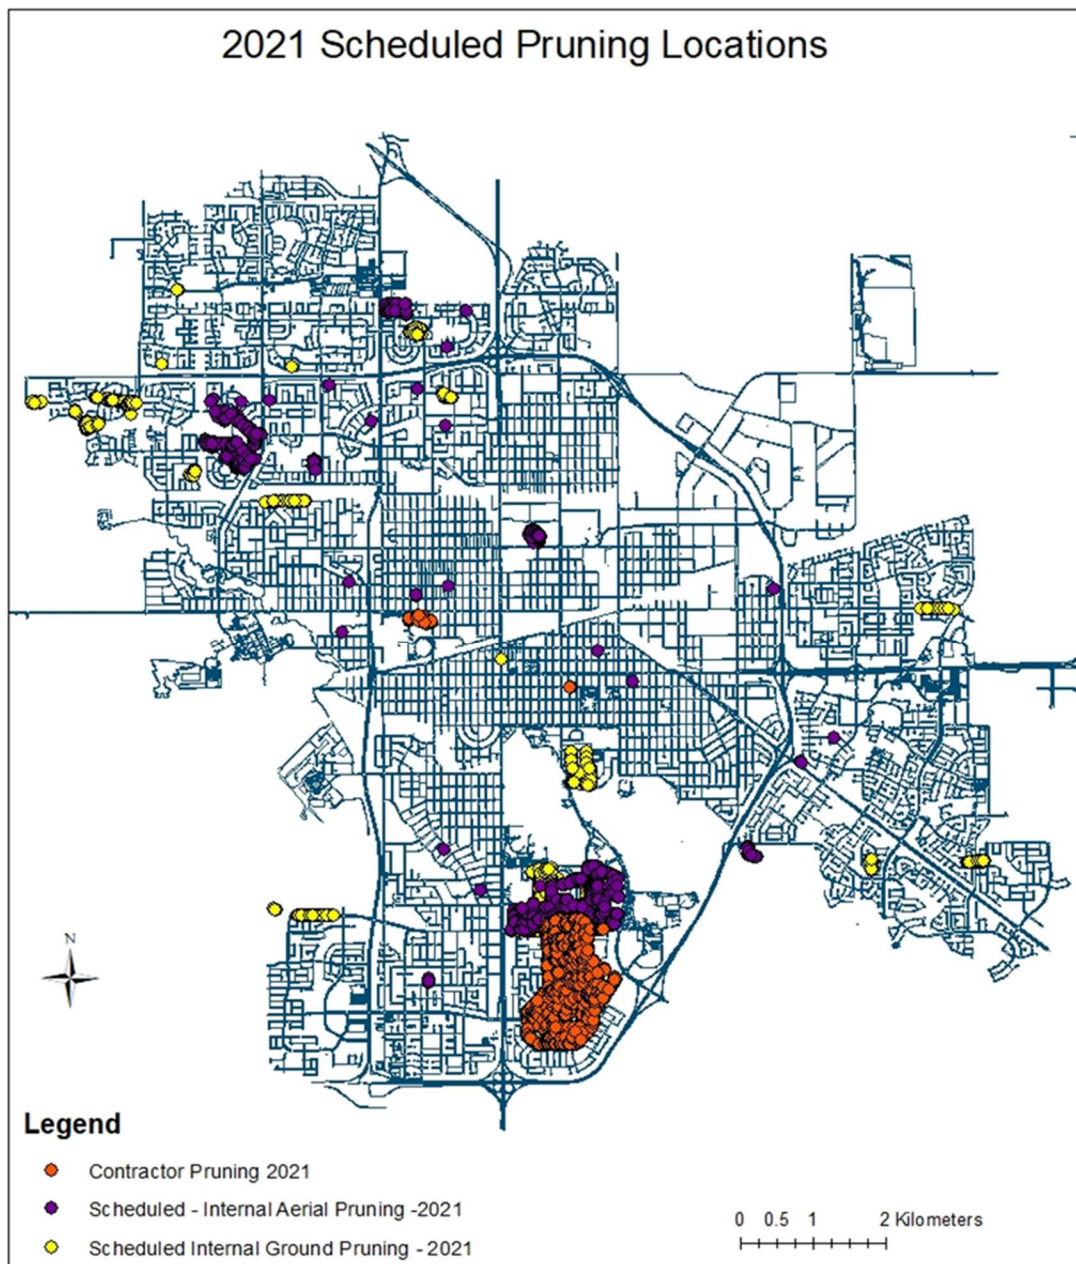 2021 Scheduled Pruning Locations
N
Legend
Contractor Pruning 2021
Scheduled - Internal Aerial Pruning -2021
Scheduled Internal Ground Pruning - 2021
0 0.5 1 2 Kilometers